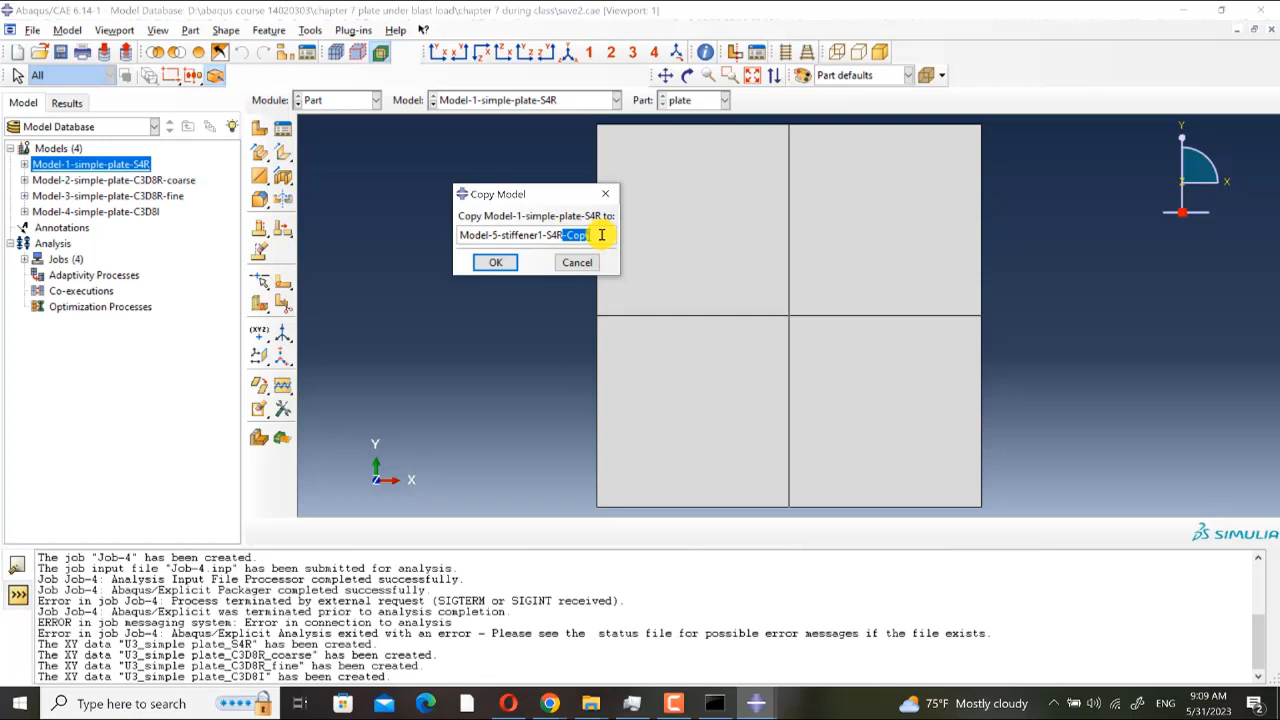 Abaqus/CAE 6.14-1 - Model Database: D:\abaqus course 14020303\chapter 7 plate under blast load\chapter 7 during class\save2.cae [Viewport: 1]
File Model Viewport View Part Shape Feature Tools Plug-ins Help
1 2 3 4
All
Part defaults
Model Results
Module: Part Model: Model-1-simple-plate-S4R Part: plate
Model Database
Models (4)
Model-1-simple-plate-S4R
Model-2-simple-plate-C3D8R-coarse
Model-3-simple-plate-C3D8R-fine
Model-4-simple-plate-C3D8I
Annotations
Analysis
Jobs (4)
Adaptivity Processes
Co-executions
Optimization Processes
(XYZ)
Copy Model
Copy Model-1-simple-plate-S4R to:
Model-5-stiffener1-S4R-Copy
OK Cancel
Y
X
Z
Y
X
Z
SIMULIA
The job "Job-4" has been created.
The job input file "Job-4.inp" has been submitted for analysis.
Job Job-4: Analysis Input File Processor completed successfully.
Job Job-4: Abaqus/Explicit Packager completed successfully.
Error in job Job-4: Process terminated by external request (SIGTERM or SIGINT received).
Job Job-4: Abaqus/Explicit was terminated prior to analysis completion.
ERROR in job messaging system: Error in connection to analysis
Error in job Job-4: Abaqus/Explicit Analysis exited with an error - Please see the status file for possible error messages if the file exists.
The XY data "U3_simple plate_S4R" has been created.
The XY data "U3_simple plate_C3D8R_coarse" has been created.
The XY data "U3_simple plate_C3D8R_fine" has been created.
The XY data "U3_simple plate_C3D8I" has been created.
Type here to search
75°F Mostly cloudy
ENG
9:09 AM
5/31/2023
2